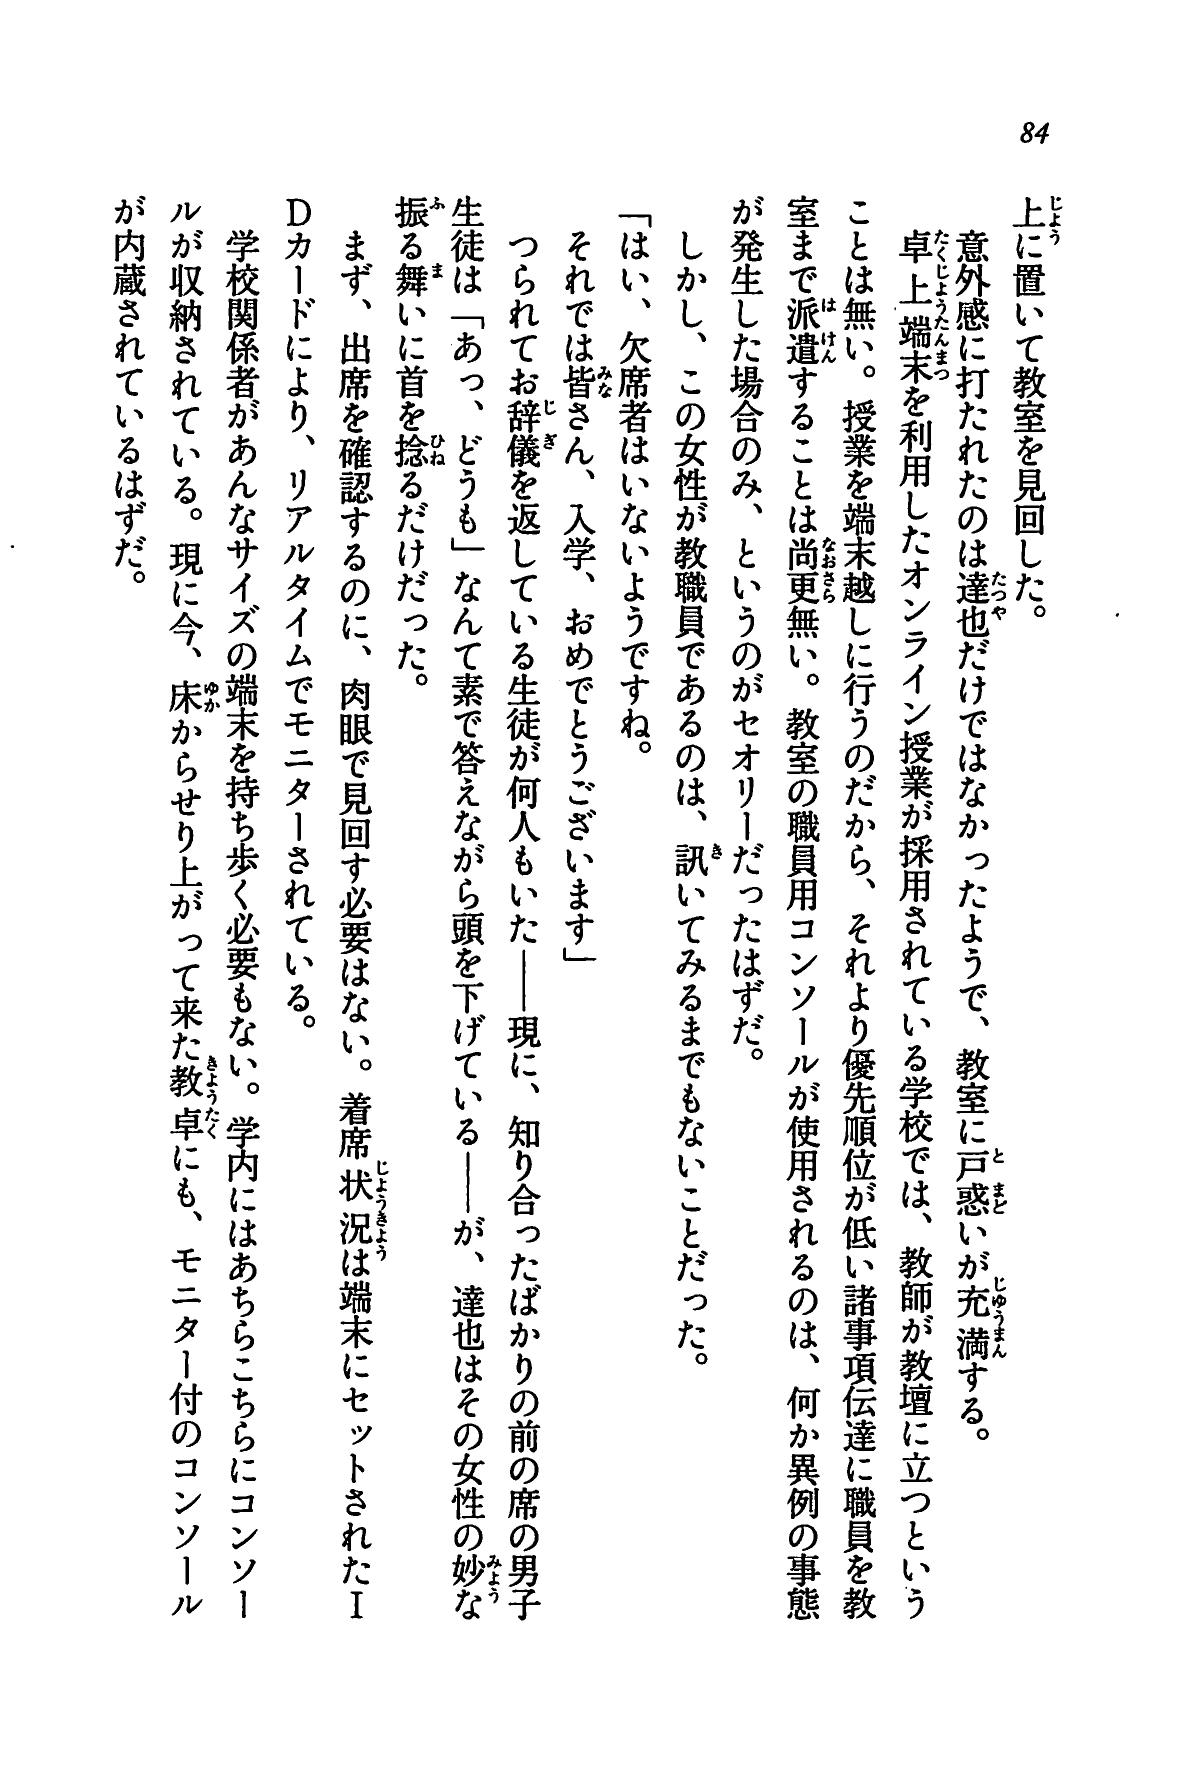 84
上に置いて教室を見回した。
　意外感に打たれたのは達也だけではなかったようで、教室に戸惑いが充満する。
　卓上端末を利用したオンライン授業が採用されている学校では、教師が教壇に立つという
ことは無い。授業を端末越しに行うのだから、それより優先順位が低い諸事項伝達に職員を教
室まで派遣することは尚更無い。教室の職員用コンソールが使用されるのは、何か異例の事態
が発生した場合のみ、というのがセオリーだったはずだ。
　しかし、この女性が教職員であるのは、訊いてみるまでもないことだった。
「はい、欠席者はいないようですね。
　それでは皆さん、入学、おめでとうございます」
　つられてお辞儀を返している生徒が何人もいた――現に、知り合ったばかりの前の席の男子
生徒は「あっ、どうも」なんて素で答えながら頭を下げている――が、達也はその女性の妙な
振る舞いに首を捻るだけだった。
　まず、出席を確認するのに、肉眼で見回す必要はない。着席状況は端末にセットされたＩ
Ｄカードにより、リアルタイムでモニターされている。
　学校関係者があんなサイズの端末を持ち歩く必要もない。学内にはあちらこちらにコンソー
ルが収納されている。現に今、床からせり上がって来た教卓にも、モニター付のコンソール
が内蔵されているはずだ。